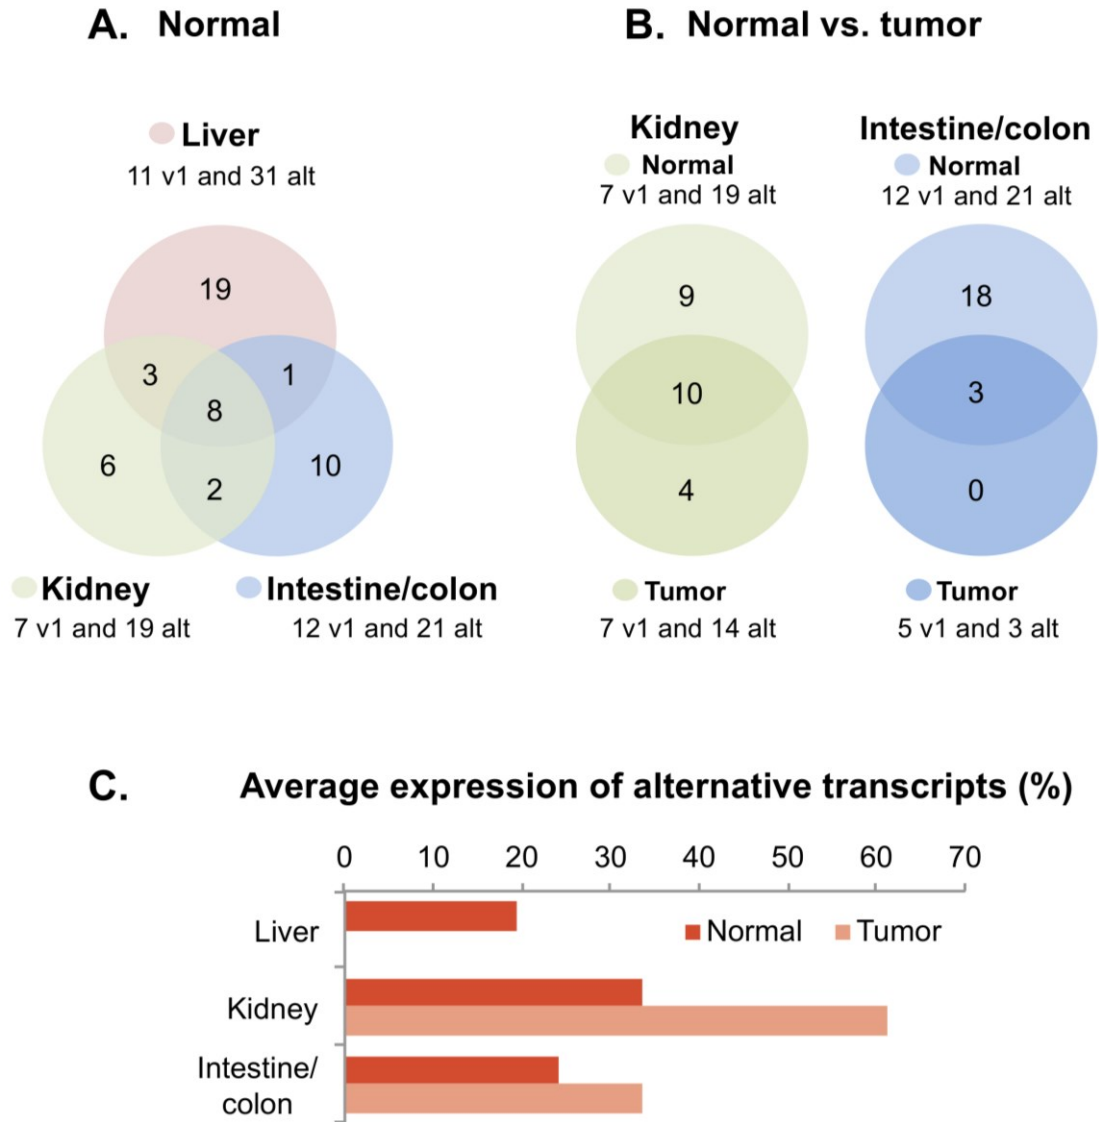 A. Normal
B. Normal vs. tumor
Liver
11 v1 and 31 alt
19
3
1
8
6
10
2
Kidney
7 v1 and 19 alt
Intestine/colon
12 v1 and 21 alt
Kidney
Normal
7 v1 and 19 alt
9
10
4
Tumor
7 v1 and 14 alt
Intestine/colon
Normal
12 v1 and 21 alt
18
3
0
Tumor
5 v1 and 3 alt
C. Average expression of alternative transcripts (%)
0 10 20 30 40 50 60 70
Liver
Normal Tumor
Kidney
Intestine/
colon